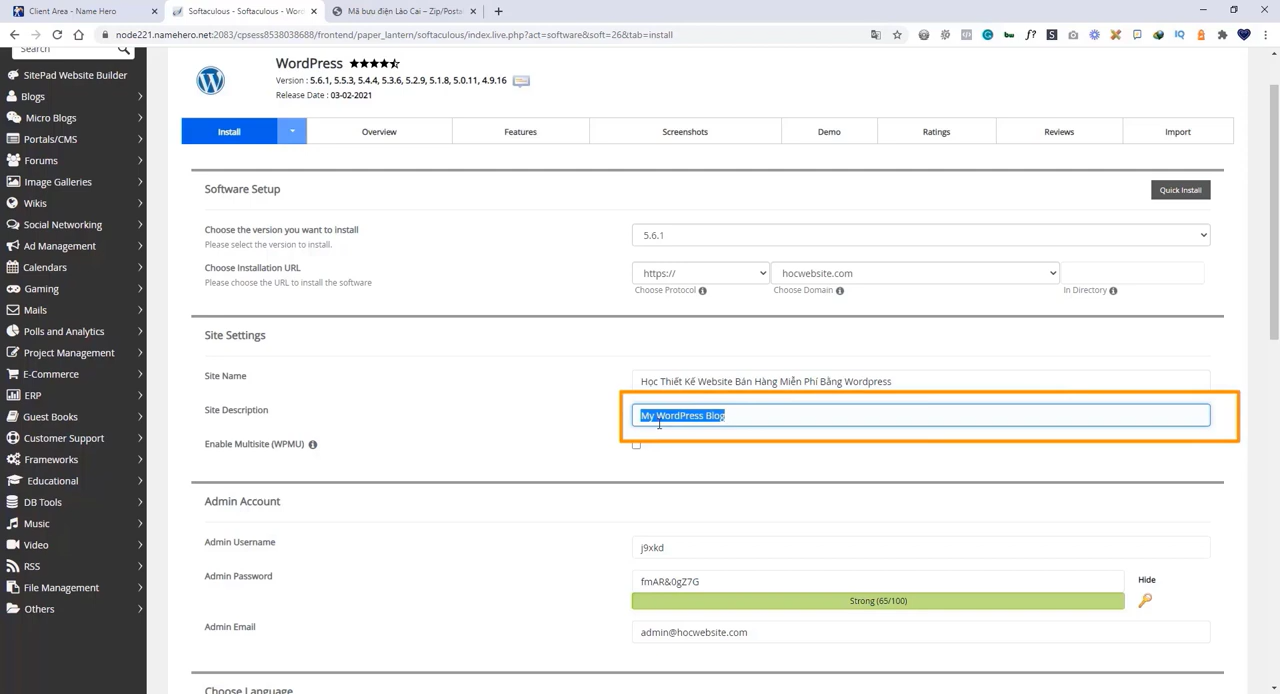 Client Area - Name Hero
Softaculous - Softaculous - Wor
Mã bưu điện Lào Cai – Zip/Posta
node221.namehero.net:2083/cpsess8538038688/frontend/paper_lantern/softaculous/index.live.php?act=software&soft=26&tab=install
Search
SitePad Website Builder
Blogs
Micro Blogs
Portals/CMS
Forums
Image Galleries
Wikis
Social Networking
Ad Management
Calendars
Gaming
Mails
Polls and Analytics
Project Management
E-Commerce
ERP
Guest Books
Customer Support
Frameworks
Educational
DB Tools
Music
Video
RSS
File Management
Others
WordPress
Version : 5.6.1, 5.5.3, 5.4.4, 5.3.6, 5.2.9, 5.1.8, 5.0.11, 4.9.16
Release Date : 03-02-2021
Install Overview Features Screenshots Demo Ratings Reviews Import
Software Setup
Quick Install
Choose the version you want to install
Please select the version to install.
5.6.1
Choose Installation URL
Please choose the URL to install the software
https:// hocwebsite.com
Choose Protocol Choose Domain In Directory
Site Settings
Site Name
Học Thiết Kế Website Bán Hàng Miễn Phí Bằng Wordpress
Site Description
My WordPress Blog
Enable Multisite (WPMU)
Admin Account
Admin Username
j9xkd
Admin Password
fmAR&0gZ7G
Hide
Strong (65/100)
Admin Email
admin@hocwebsite.com
Choose Language